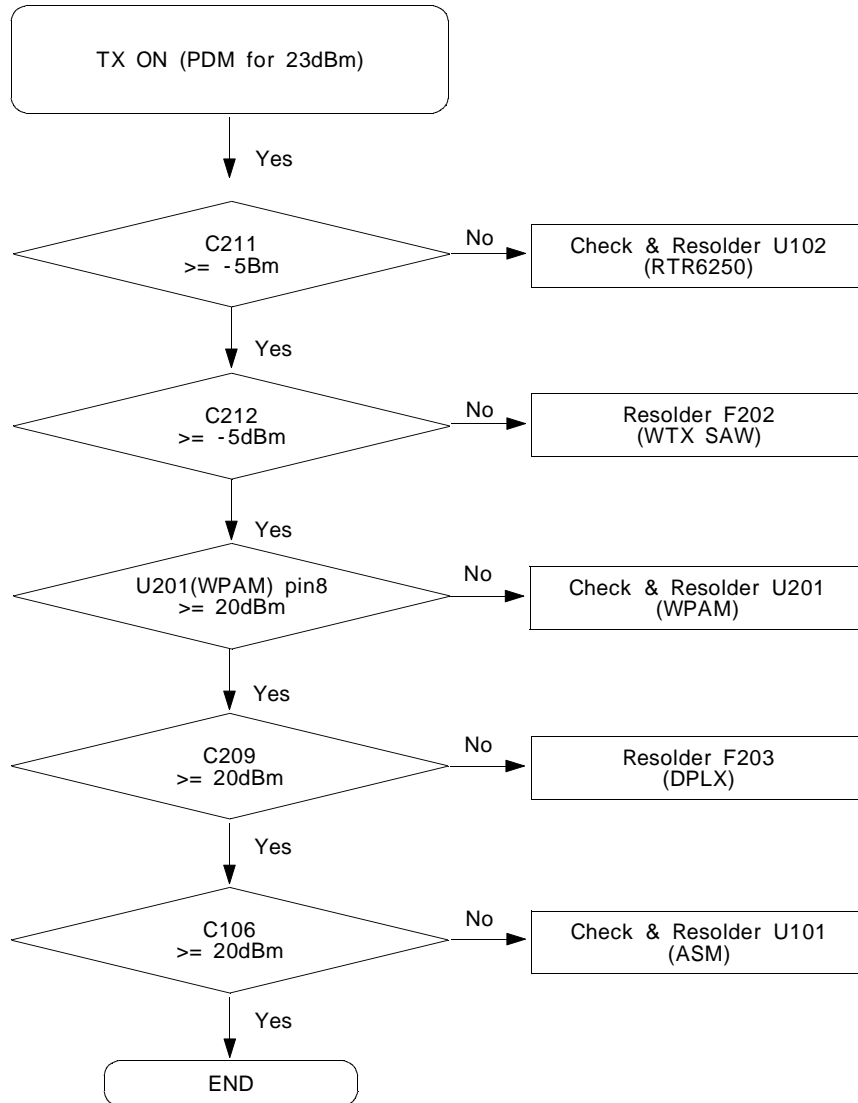 TX ON (PDM for 23dBm)
Yes
C211
>= -5Bm
No
Check & Resolder U102
(RTR6250)
Yes
C212
>= -5dBm
No
Resolder F202
(WTX SAW)
Yes
U201(WPAM) pin8
>= 20dBm
No
Check & Resolder U201
(WPAM)
Yes
C209
>= 20dBm
No
Resolder F203
(DPLX)
Yes
C106
>= 20dBm
No
Check & Resolder U101
(ASM)
Yes
END